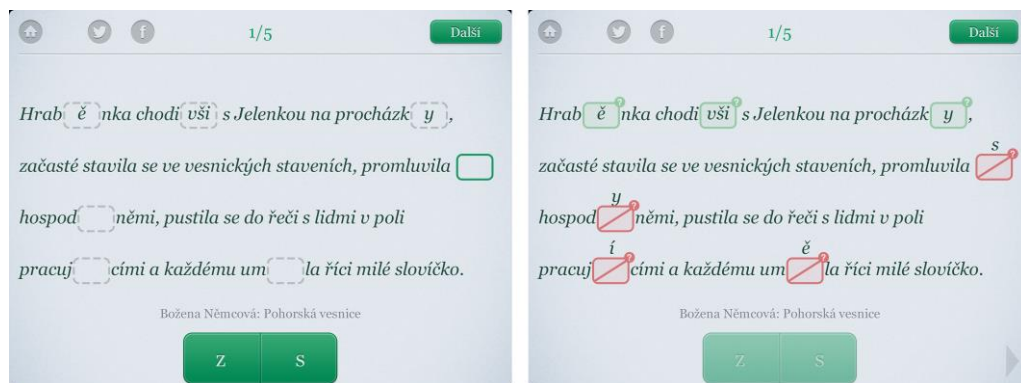 1/5
Další
Hrab ě nka chodi vši s Jelenkou na procházk y ,
začasté stavila se ve vesnických staveních, promluvila
hospod němi, pustila se do řeči s lidmi v poli
pracuj cími a každému um la říci milé slovíčko.
Božena Němcová: Pohorská vesnice
Z S
1/5
Další
Hrab ě nka chodi vši s Jelenkou na procházk y ,
s
začasté stavila se ve vesnických staveních, promluvila
y
hospod němi, pustila se do řeči s lidmi v poli
í ě
pracuj cími a každému um la říci milé slovíčko.
Božena Němcová: Pohorská vesnice
Z S